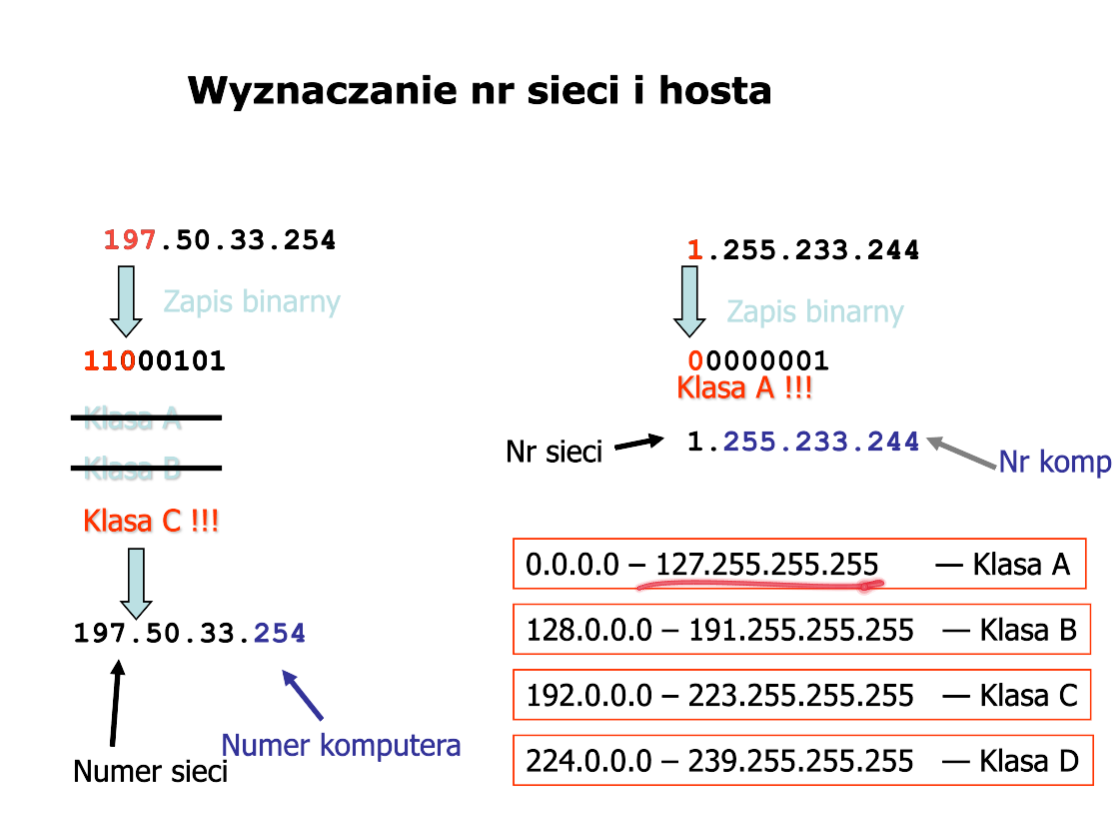 Wyznaczanie nr sieci i hosta
197.50.33.254
Zapis binarny
11000101
Klasa A
Klasa B
Klasa C !!!
197.50.33.254
Numer komputera
Numer sieci
1.255.233.244
Zapis binarny
00000001
Klasa A !!!
Nr sieci
1.255.233.244
Nr komp
0.0.0.0 – 127.255.255.255 — Klasa A
128.0.0.0 – 191.255.255.255 — Klasa B
192.0.0.0 – 223.255.255.255 — Klasa C
224.0.0.0 – 239.255.255.255 — Klasa D